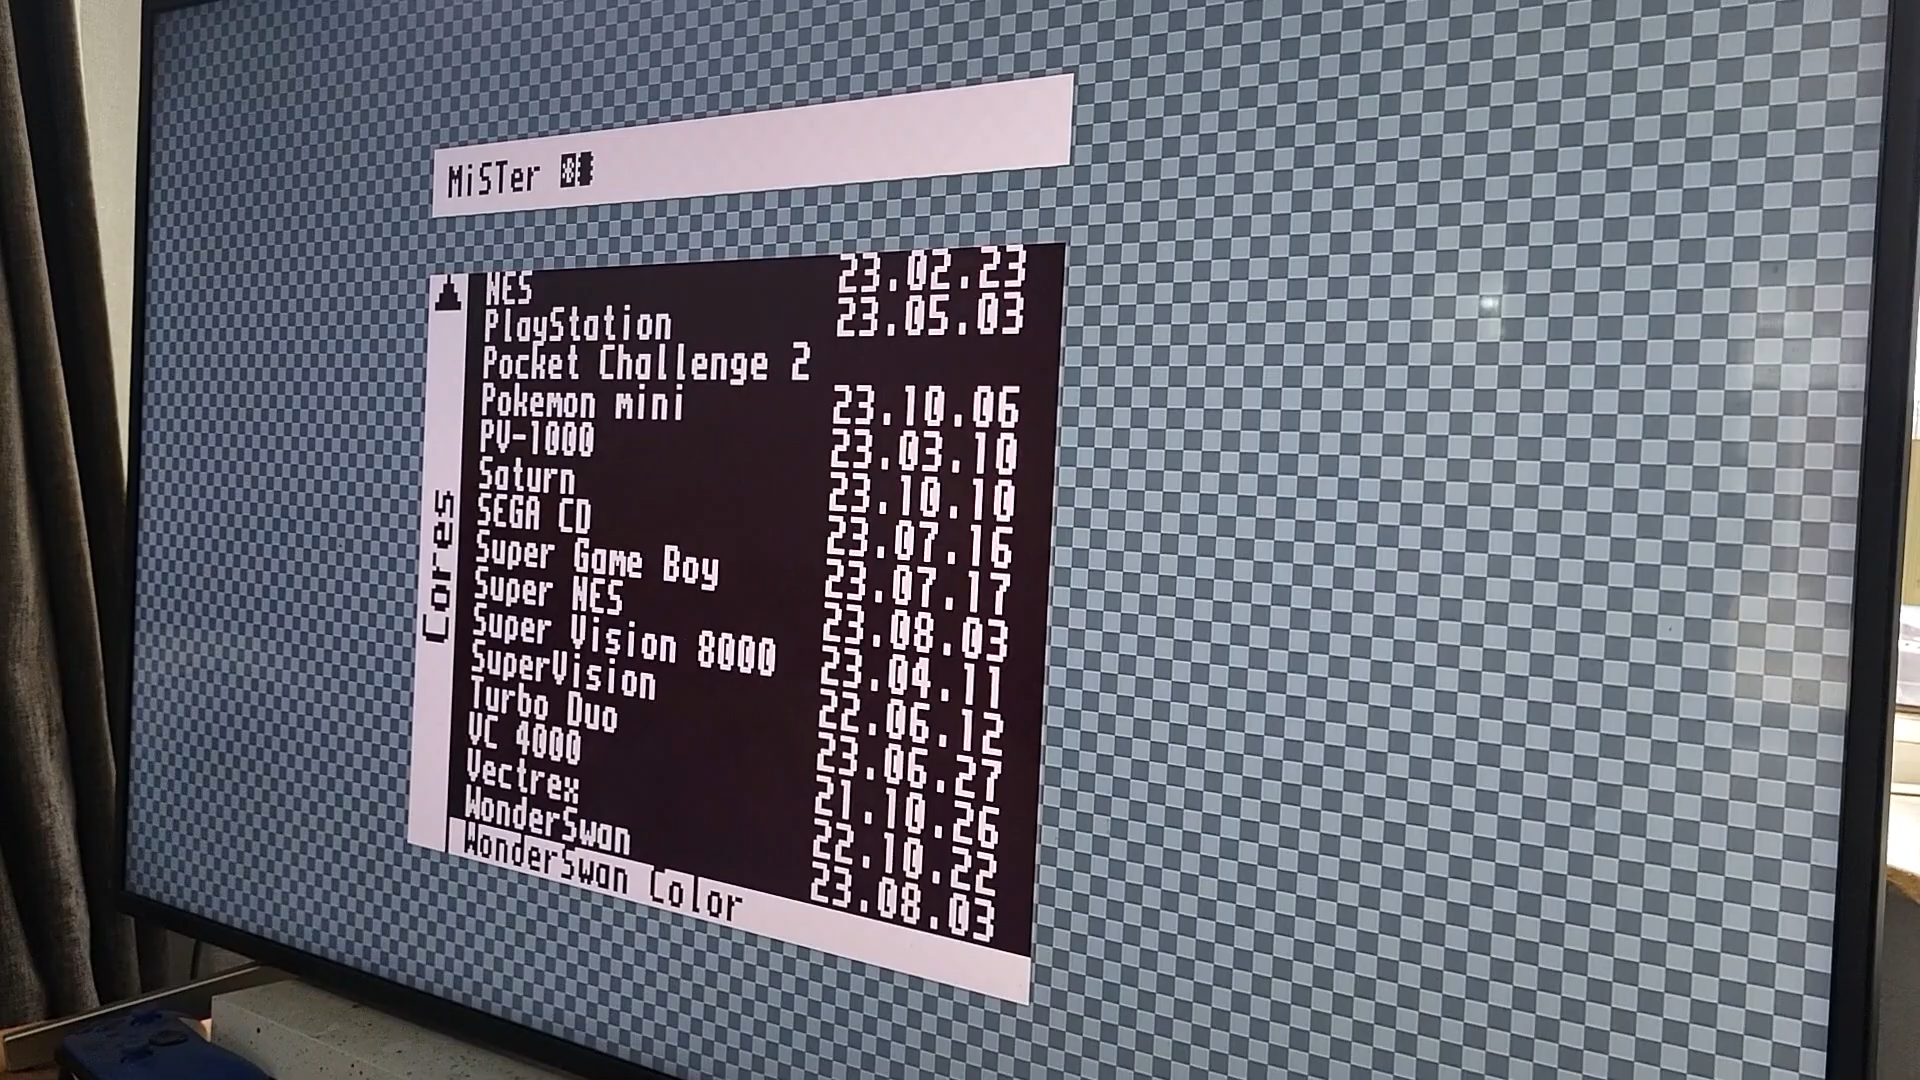 MiSTer
Cores
NES 23.02.23
PlayStation 23.05.03
Pocket Challenge 2
Pokemon mini 23.10.06
PV-1000 23.03.10
Saturn 23.10.10
SEGA CD 23.07.16
Super Game Boy 23.07.17
Super NES 23.08.03
Super Vision 8000 23.04.11
SuperVision 22.06.12
Turbo Duo 23.06.27
VC 4000 21.10.26
Vectrex 22.10.22
WonderSwan 23.08.03
WonderSwan Color